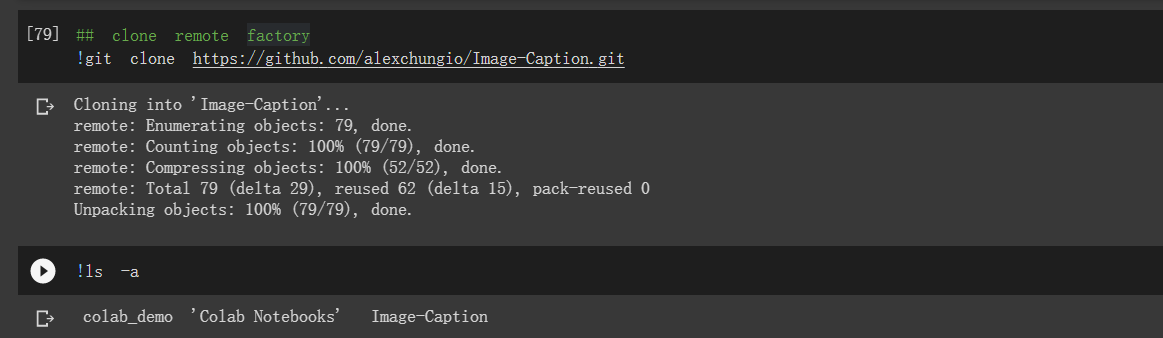 [79] ## clone remote factory
!git clone https://github.com/alexchungio/Image-Caption.git
Cloning into 'Image-Caption'...
remote: Enumerating objects: 79, done.
remote: Counting objects: 100% (79/79), done.
remote: Compressing objects: 100% (52/52), done.
remote: Total 79 (delta 29), reused 62 (delta 15), pack-reused 0
Unpacking objects: 100% (79/79), done.
!ls -a
colab_demo 'Colab Notebooks' Image-Caption